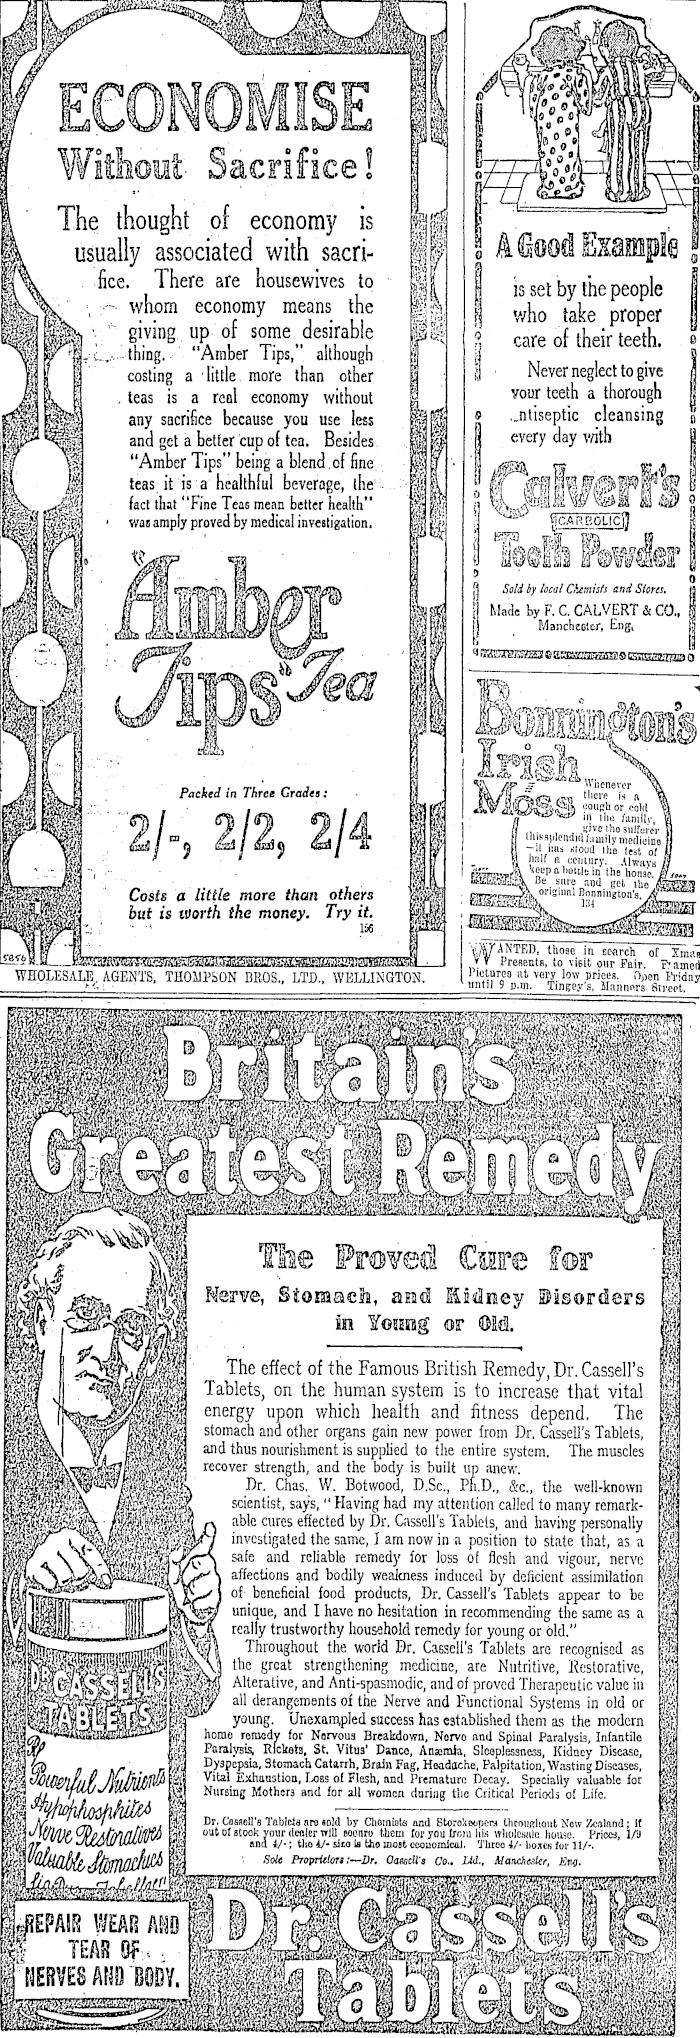 ECONOMISE
Without Sacrifice!
The thought of economy is
usually associated with sacri-
fice. There are housewives to
whom economy means the
giving up of some desirable
thing. "Amber Tips," although
costing a little more than other
teas is a real economy without
any sacrifice because you use less
and get a better cup of tea. Besides
"Amber Tips" being a blend of fine
teas it is a healthful beverage, the
fact that "Fine Teas mean better health"
was amply proved by medical investigation.
"Amber
Tips" Tea
Packed in Three Grades:
2/-, 2/2, 2/4
Costs a little more than others
but is worth the money. Try it.
156
5856
WHOLESALE AGENTS, THOMPSON BROS., LTD., WELLINGTON.
A Good Example
is set by the people
who take proper
care of their teeth.
Never neglect to give
your teeth a thorough
ntiseptic cleansing
every day with
Calvert's
CARBOLIC
Tooth Powder
Sold by local Chemists and Stores.
Made by F. C. CALVERT & CO.,
Manchester, Eng.
Bonnington's
Irish
Moss
Whenever
there is a
cough or cold
in the family,
give the sufferer
this splendid family medicine
—it has stood the test of
half a century. Always
keep a bottle in the house.
Be sure and get the
original Bonnington's.
134
WANTED, those in search of Xmas
Presents, to visit our Fair. Framed
Pictures at very low prices. Open Friday
until 9 p.m. Tingey's, Manners Street.
Britain's
Greatest Remedy
The Proved Cure for
Nerve, Stomach, and Kidney Disorders
in Young or Old.
The effect of the Famous British Remedy, Dr. Cassell's
Tablets, on the human system is to increase that vital
energy upon which health and fitness depend. The
stomach and other organs gain new power from Dr. Cassell's Tablets,
and thus nourishment is supplied to the entire system. The muscles
recover strength, and the body is built up anew.
Dr. Chas. W. Botwood, D.Sc., Ph.D., &c., the well-known
scientist, says, "Having had my attention called to many remark-
able cures effected by Dr. Cassell's Tablets, and having personally
investigated the same, I am now in a position to state that, as a
safe and reliable remedy for loss of flesh and vigour, nerve
affections and bodily weakness induced by deficient assimilation
of beneficial food products, Dr. Cassell's Tablets appear to be
unique, and I have no hesitation in recommending the same as a
really trustworthy household remedy for young or old."
Throughout the world Dr. Cassell's Tablets are recognised as
the great strengthening medicine, are Nutritive, Restorative,
Alterative, and Anti-spasmodic, and of proved Therapeutic value in
all derangements of the Nerve and Functional Systems in old or
young. Unexampled success has established them as the modern
home remedy for Nervous Breakdown, Nerve and Spinal Paralysis, Infantile
Paralysis, Rickets, St. Vitus' Dance, Anæmia, Sleeplessness, Kidney Disease,
Dyspepsia, Stomach Catarrh, Brain Fag, Headache, Palpitation, Wasting Diseases,
Vital Exhaustion, Loss of Flesh, and Premature Decay. Specially valuable for
Nursing Mothers and for all women during the Critical Periods of Life.
Dr. Cassell's Tablets are sold by Chemists and Storekeepers throughout New Zealand; if
out of stock your dealer will secure them for you from his wholesale house. Prices, 1/9
and 4/-; the 4/- size is the most economical. Three 4/- boxes for 11/-.
Sole Proprietors:—Dr. Cassell's Co., Ltd., Manchester, Eng.
DR CASSELL'S
TABLETS
Powerful Nutrients
Hypophosphites
Nerve Restoratives
Valuable Stomachics
REPAIR WEAR AND
TEAR OF
NERVES AND BODY.
Dr. Cassell's
Tablets